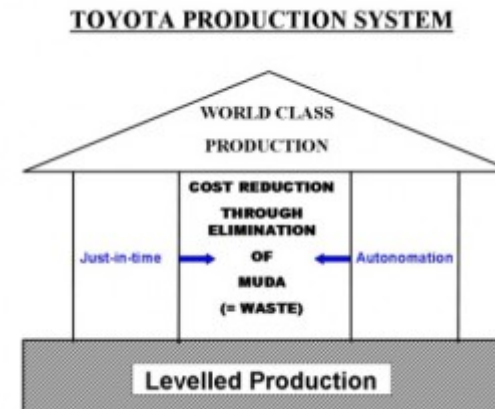 TOYOTA PRODUCTION SYSTEM
WORLD CLASS
PRODUCTION
COST REDUCTION
THROUGH
ELIMINATION
OF
MUDA
(= WASTE)
Just-in-time
Autonomation
Levelled Production